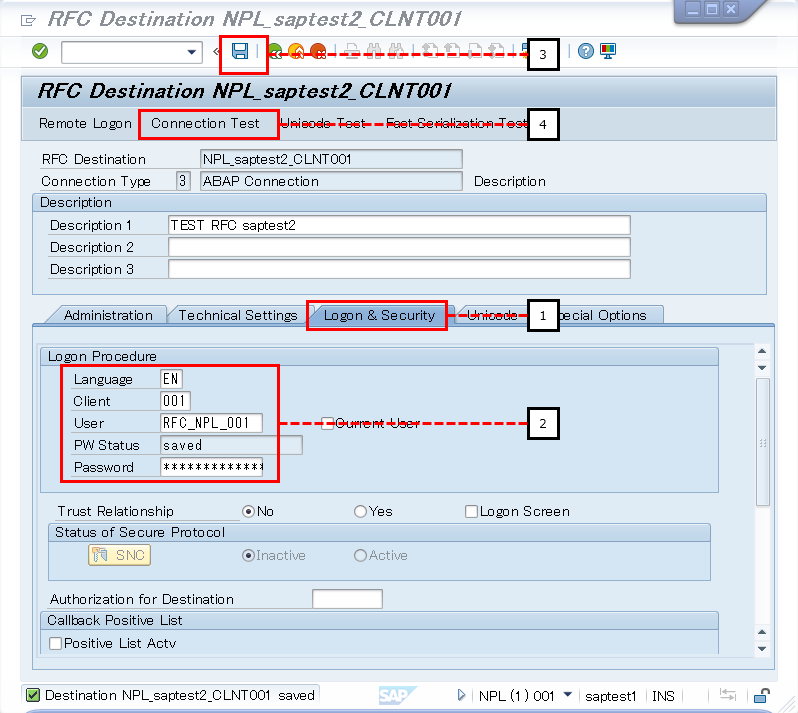 RFC Destination NPL_saptest2_CLNT001
3
RFC Destination NPL_saptest2_CLNT001
Remote Logon Connection Test Unicode Test Fast Serialization Test 4
RFC Destination NPL_saptest2_CLNT001
Connection Type 3 ABAP Connection Description
Description
Description 1 TEST RFC saptest2
Description 2
Description 3
Administration Technical Settings Logon & Security Unicode 1 pecial Options
Logon Procedure
Language EN
Client 001
User RFC_NPL_001 Current User 2
PW Status saved
Password *************
Trust Relationship No Yes Logon Screen
Status of Secure Protocol
SNC Inactive Active
Authorization for Destination
Callback Positive List
Positive List Actv
Destination NPL_saptest2_CLNT001 saved SAP NPL (1) 001 saptest1 INS